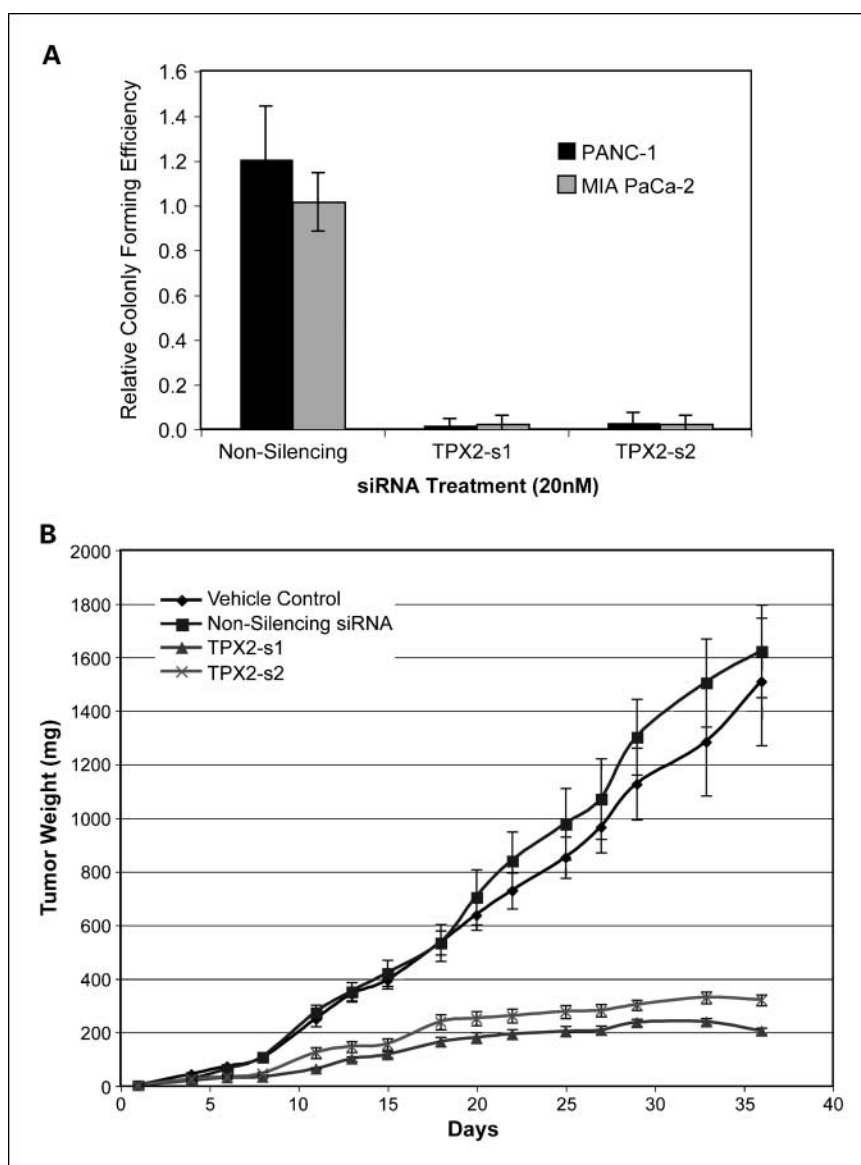 A
1.6
1.4
1.2
1.0
0.8
0.6
0.4
0.2
0.0
Relative Colonly Forming Efficiency
PANC-1
MIA PaCa-2
Non-Silencing TPX2-s1 TPX2-s2
siRNA Treatment (20nM)
B
2000
1800
1600
1400
1200
1000
800
600
400
200
0
Tumor Weight (mg)
Vehicle Control
Non-Silencing siRNA
TPX2-s1
TPX2-s2
0 5 10 15 20 25 30 35 40
Days